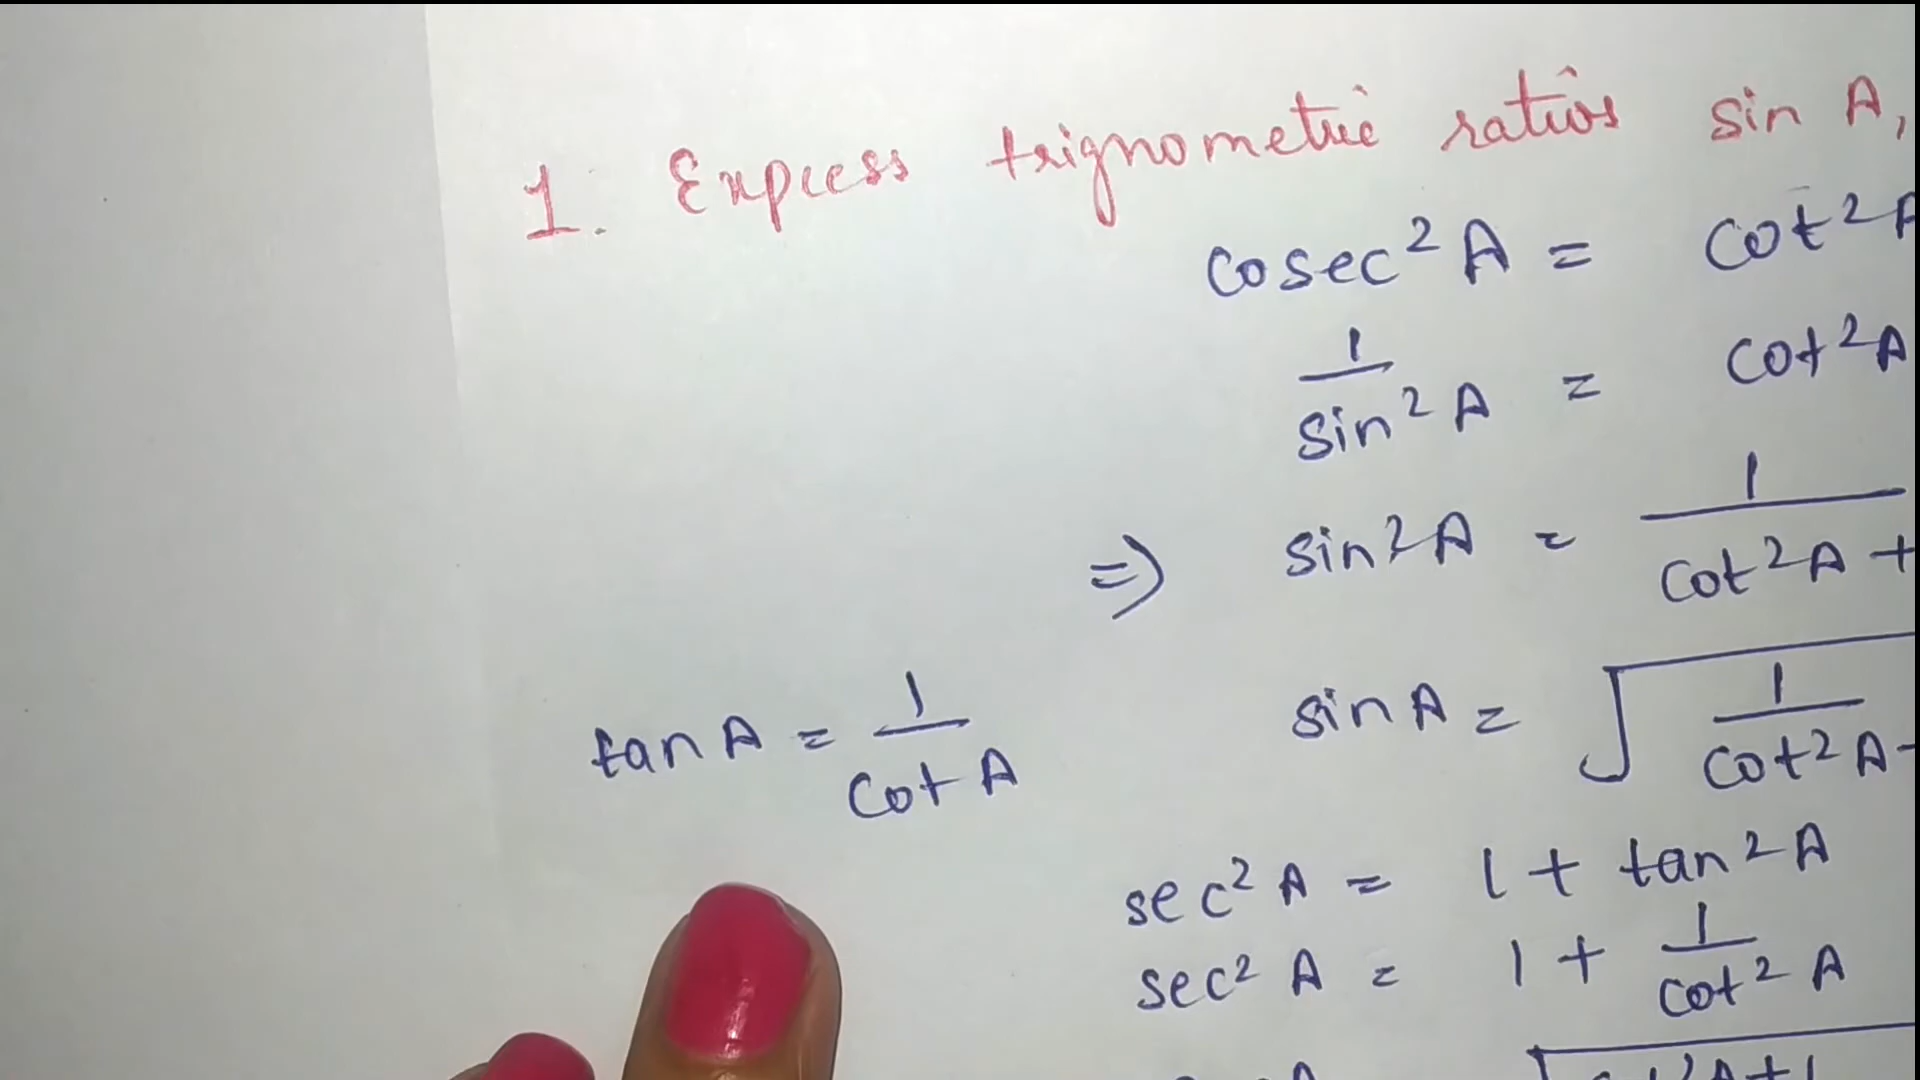 1. Express trignometric ratios sin A,
cosec² A = cot² A
1/sin² A = cot² A
=> sin² A = 1/cot² A +
tan A = 1/cot A
sin A = √ 1/cot² A
sec² A = 1 + tan² A
sec² A = 1 + 1/cot² A